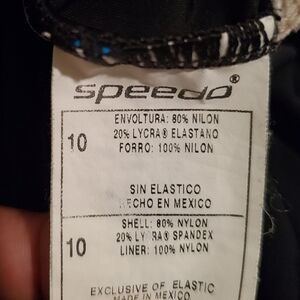 speedo®
10
ENVOLTURA: 80% NILON
20% LYCRA® ELASTANO
FORRO: 100% NILON
SIN ELASTICO
HECHO EN MEXICO
10
SHELL: 80% NYLON
20% LYCRA® SPANDEX
LINER: 100% NYLON
EXCLUSIVE OF ELASTIC
MADE IN MEXICO